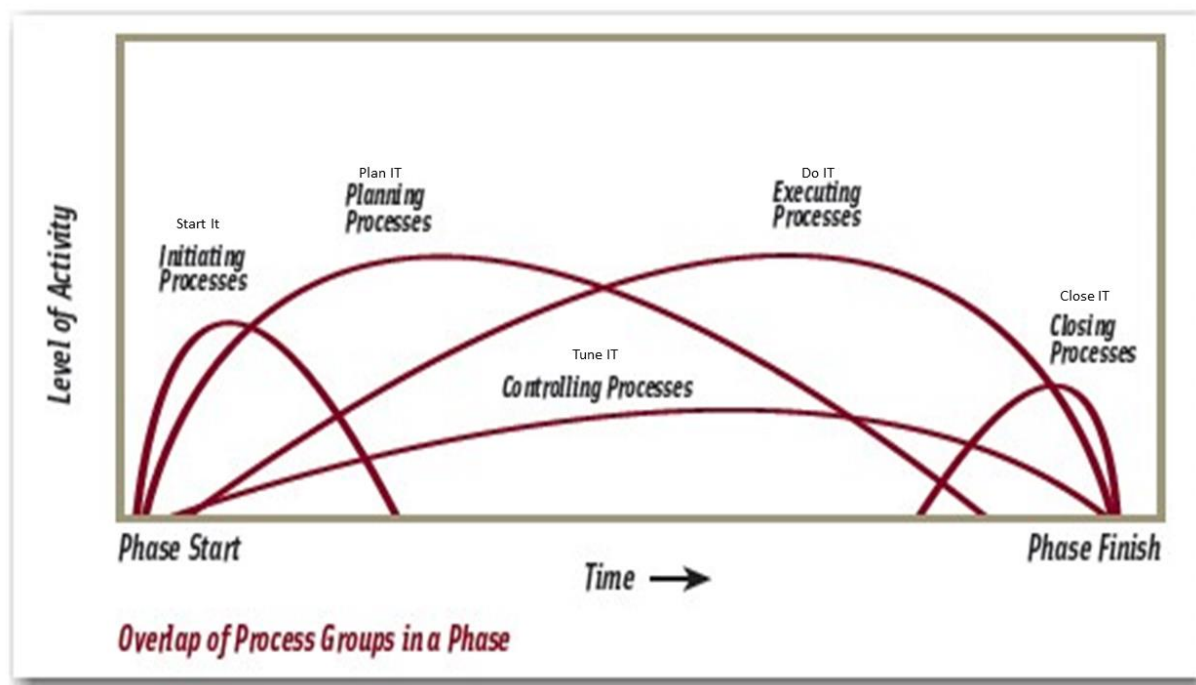 Plan IT
Planning
Processes
Do IT
Executing
Processes
Start It
Initiating
Processes
Close IT
Closing
Processes
Tune IT
Controlling Processes
Level of Activity
Phase Start
Phase Finish
Time
Overlap of Process Groups in a Phase